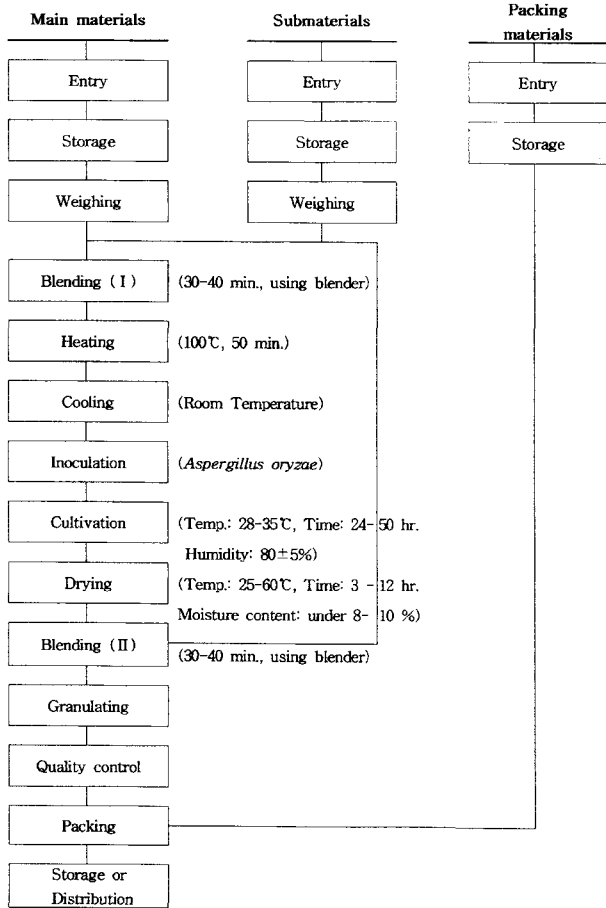 Main materials
Submaterials
Packing
materials
Entry
Entry
Entry
Storage
Storage
Storage
Weighing
Weighing
Blending (Ⅰ)
(30-40 min., using blender)
Heating
(100℃, 50 min.)
Cooling
(Room Temperature)
Inoculation
(Aspergillus oryzae)
Cultivation
(Temp.: 28-35℃, Time: 24-50 hr.
Humidity: 80±5%)
Drying
(Temp.: 25-60℃, Time: 3 - 12 hr.
Moisture content: under 8- 10 %)
Blending (Ⅱ)
(30-40 min., using blender)
Granulating
Quality control
Packing
Storage or
Distribution